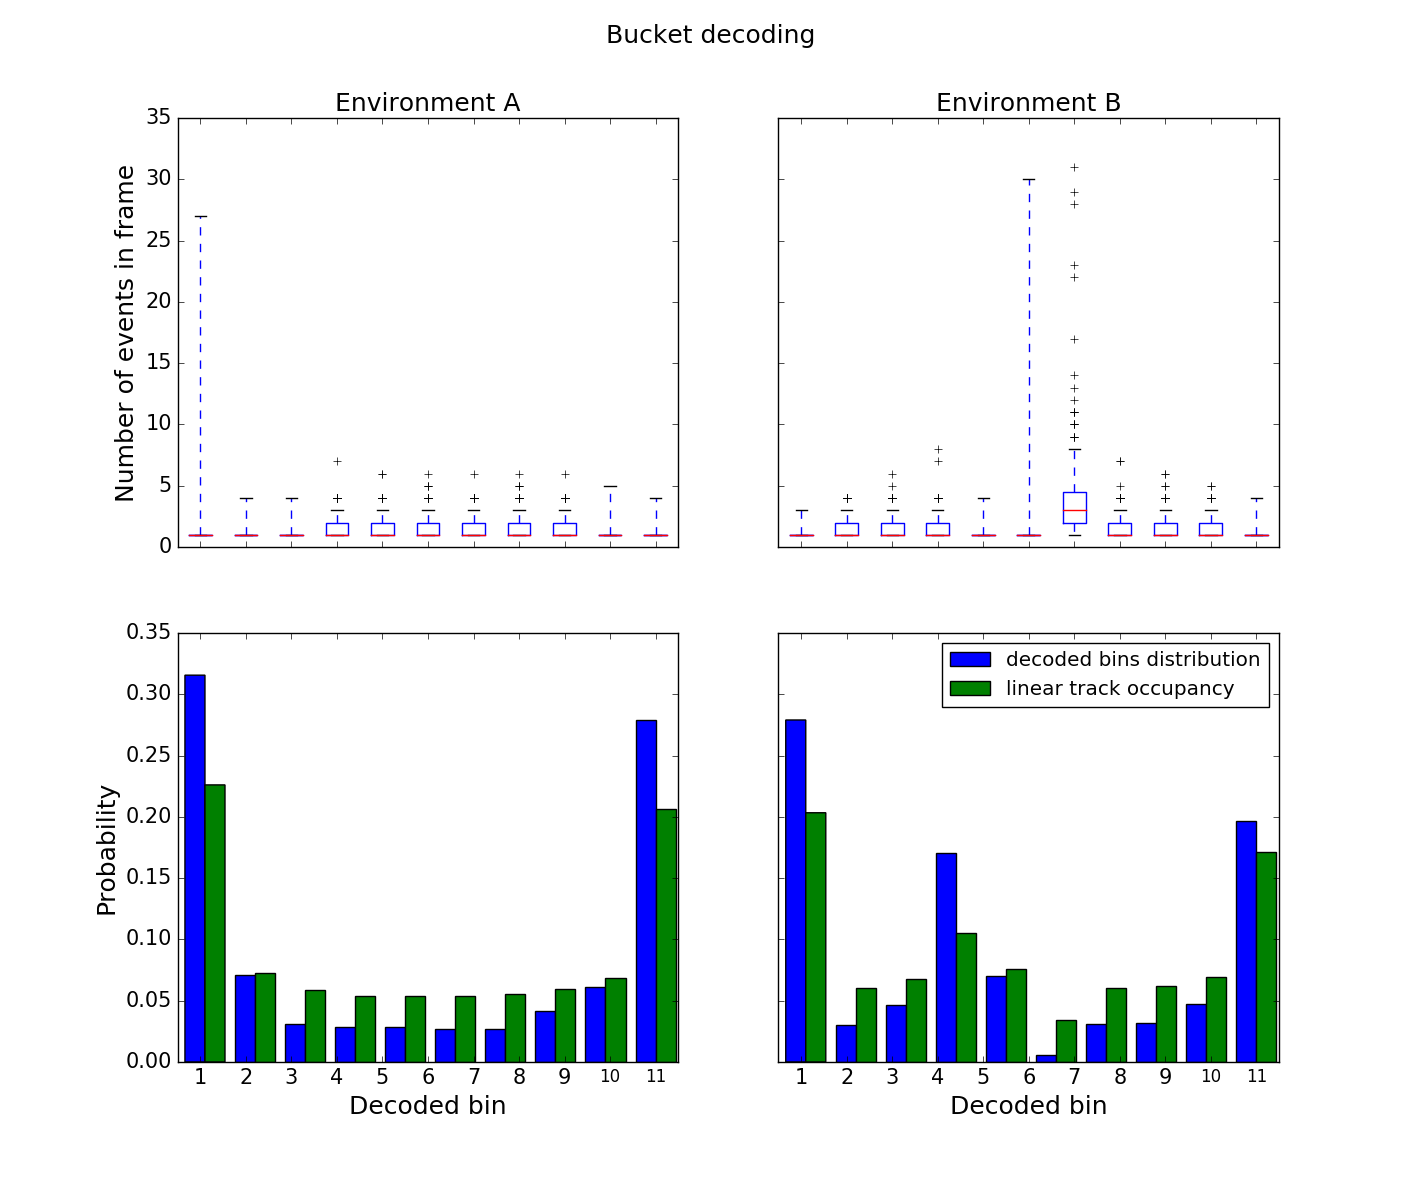 Bucket decoding
Environment A
Environment B
35
30
25
20
15
10
5
0
Number of events in frame
0.35
0.30
0.25
0.20
0.15
0.10
0.05
0.00
Probability
decoded bins distribution
linear track occupancy
1 2 3 4 5 6 7 8 9 10 11
1 2 3 4 5 6 7 8 9 10 11
Decoded bin
Decoded bin